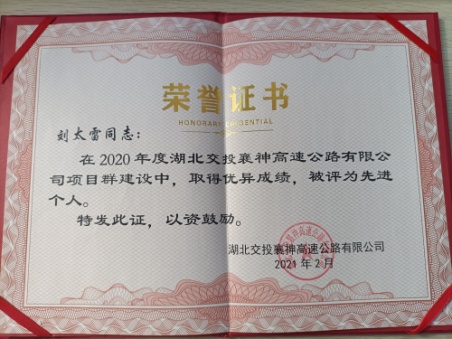 荣誉证书
HONORARY CREDENTIAL
刘太雷同志：
在2020年度湖北交投襄神高速公路有限公
司项目群建设中，取得优异成绩，被评为先进
个人。
特发此证，以资鼓励。
湖北交投襄神高速公路有限公司
2021年2月